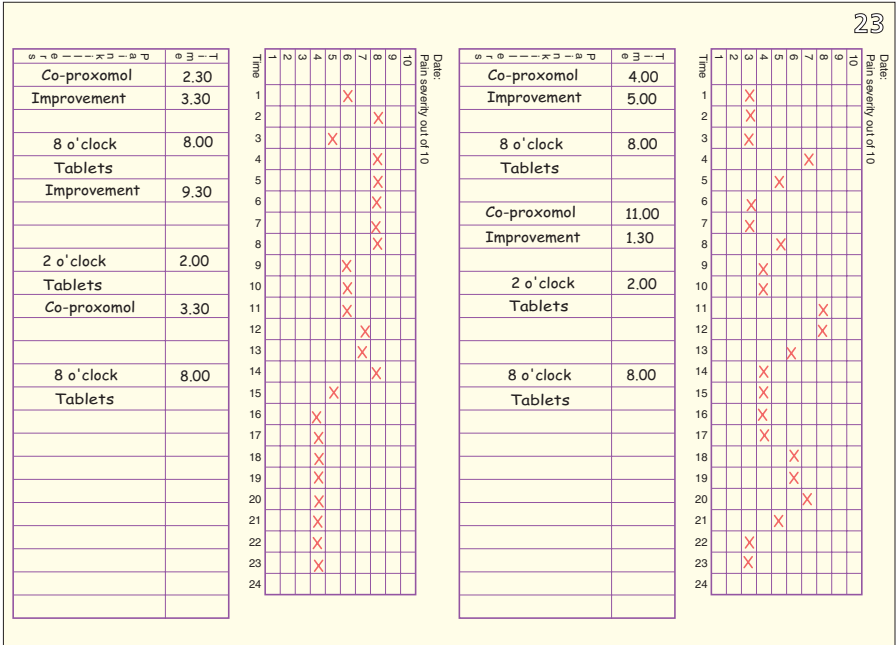 23
Painkillers Time
Co-proxomol 2.30
Improvement 3.30
8 o'clock 8.00
Tablets
Improvement 9.30
2 o'clock 2.00
Tablets
Co-proxomol 3.30
8 o'clock 8.00
Tablets
Date:
Pain severity out of 10
Time 1 2 3 4 5 6 7 8 9 10
1 X
2 X
3 X
4 X
5 X
6 X
7 X
8 X
9 X
10 X
11 X
12 X
13 X
14 X
15 X
16 X
17 X
18 X
19 X
20 X
21 X
22 X
23 X
24
Painkillers Time
Co-proxomol 4.00
Improvement 5.00
8 o'clock 8.00
Tablets
Co-proxomol 11.00
Improvement 1.30
2 o'clock 2.00
Tablets
8 o'clock 8.00
Tablets
Date:
Pain severity out of 10
Time 1 2 3 4 5 6 7 8 9 10
1 X
2 X
3 X
4 X
5 X
6 X
7 X
8 X
9 X
10 X
11 X
12 X
13 X
14 X
15 X
16 X
17 X
18 X
19 X
20 X
21 X
22 X
23 X
24